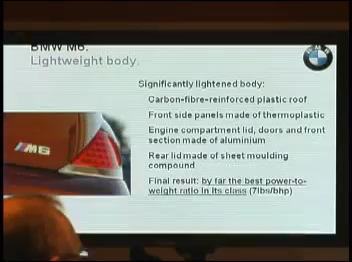 BMW M6.
Lightweight body.
Significantly lightened body:
Carbon-fibre-reinforced plastic roof
Front side panels made of thermoplastic
Engine compartment lid, doors and front
section made of aluminium
Rear lid made of sheet moulding
compound
Final result: by far the best power-to-
weight ratio in its class (7lbs/bhp)
M6